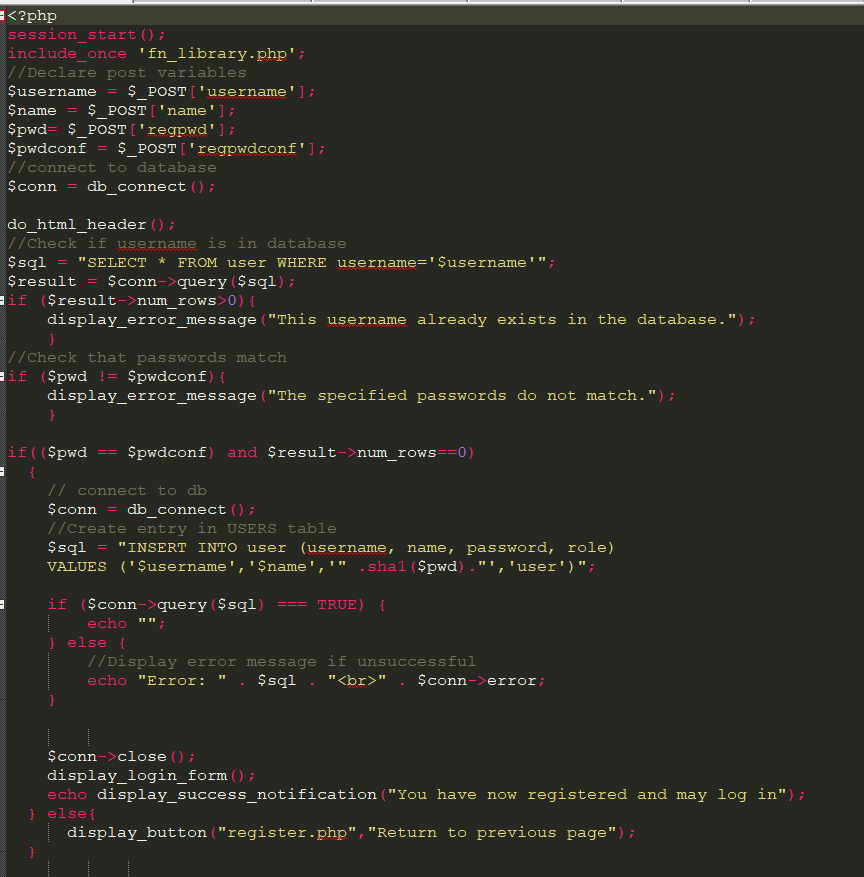 <?php
session_start();
include_once 'fn_library.php';
//Declare post variables
$username = $_POST['username'];
$name = $_POST['name'];
$pwd= $_POST['regpwd'];
$pwdconf = $_POST['regpwdconf'];
//connect to database
$conn = db_connect();
do_html_header();
//Check if username is in database
$sql = "SELECT * FROM user WHERE username='$username'";
$result = $conn->query($sql);
if ($result->num_rows>0){
    display_error_message("This username already exists in the database.");
    }
//Check that passwords match
if ($pwd != $pwdconf){
    display_error_message("The specified passwords do not match.");
    }
if(($pwd == $pwdconf) and $result->num_rows==0)
  {
    // connect to db
    $conn = db_connect();
    //Create entry in USERS table
    $sql = "INSERT INTO user (username, name, password, role)
    VALUES ('$username','$name','" .sha1($pwd)."','user')";
    if ($conn->query($sql) === TRUE) {
        echo "";
    } else {
        //Display error message if unsuccessful
        echo "Error: " . $sql . "<br>" . $conn->error;
    }
    $conn->close();
    display_login_form();
    echo display_success_notification("You have now registered and may log in");
  } else{
      display_button("register.php","Return to previous page");
  }